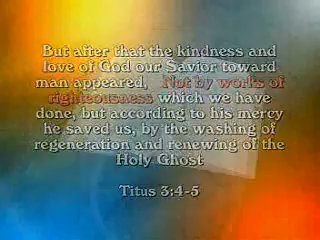 But after that the kindness and
love of God our Savior toward
man appeared, Not by works of
righteousness which we have
done, but according to his mercy
he saved us, by the washing of
regeneration and renewing of the
Holy Ghost
Titus 3:4-5